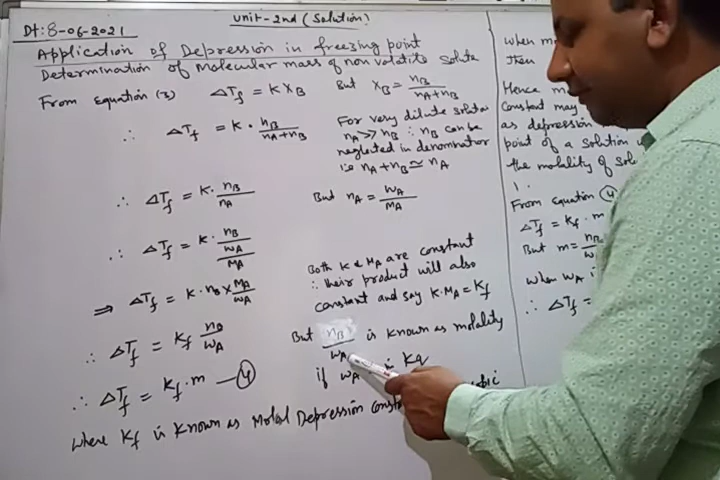 Dt: 8-06-2021
Unit-2nd (Solution)
Application of Depression in freezing point
Determination of Molecular mass of non volatile solute
From Equation (3) ΔTf = K XB But XB = nB/nA+nB
∴ ΔTf = K · nB/nA+nB
For very dilute solution
nA >> nB ∴ nB can be
neglected in denominator
i.e nA+nB ≃ nA
∴ ΔTf = K · nB/nA But nA = WA/MA
∴ ΔTf = K · nB/WA/MA
Both K & MA are constant
⇒ ΔTf = K · nB × MA/WA
∴ their product will also
constant and say K·MA = Kf
∴ ΔTf = Kf nB/WA
But nB/WA is known as molality
if WA Kg
∴ ΔTf = Kf · m — 4
where Kf is known as Molal Depression
when
Then
Hence
Constant may
as depression
point of a solution
the molality of
1.
From Equation 4
ΔTf = Kf · m
But m = nB/W
when WA
∴ ΔTf =